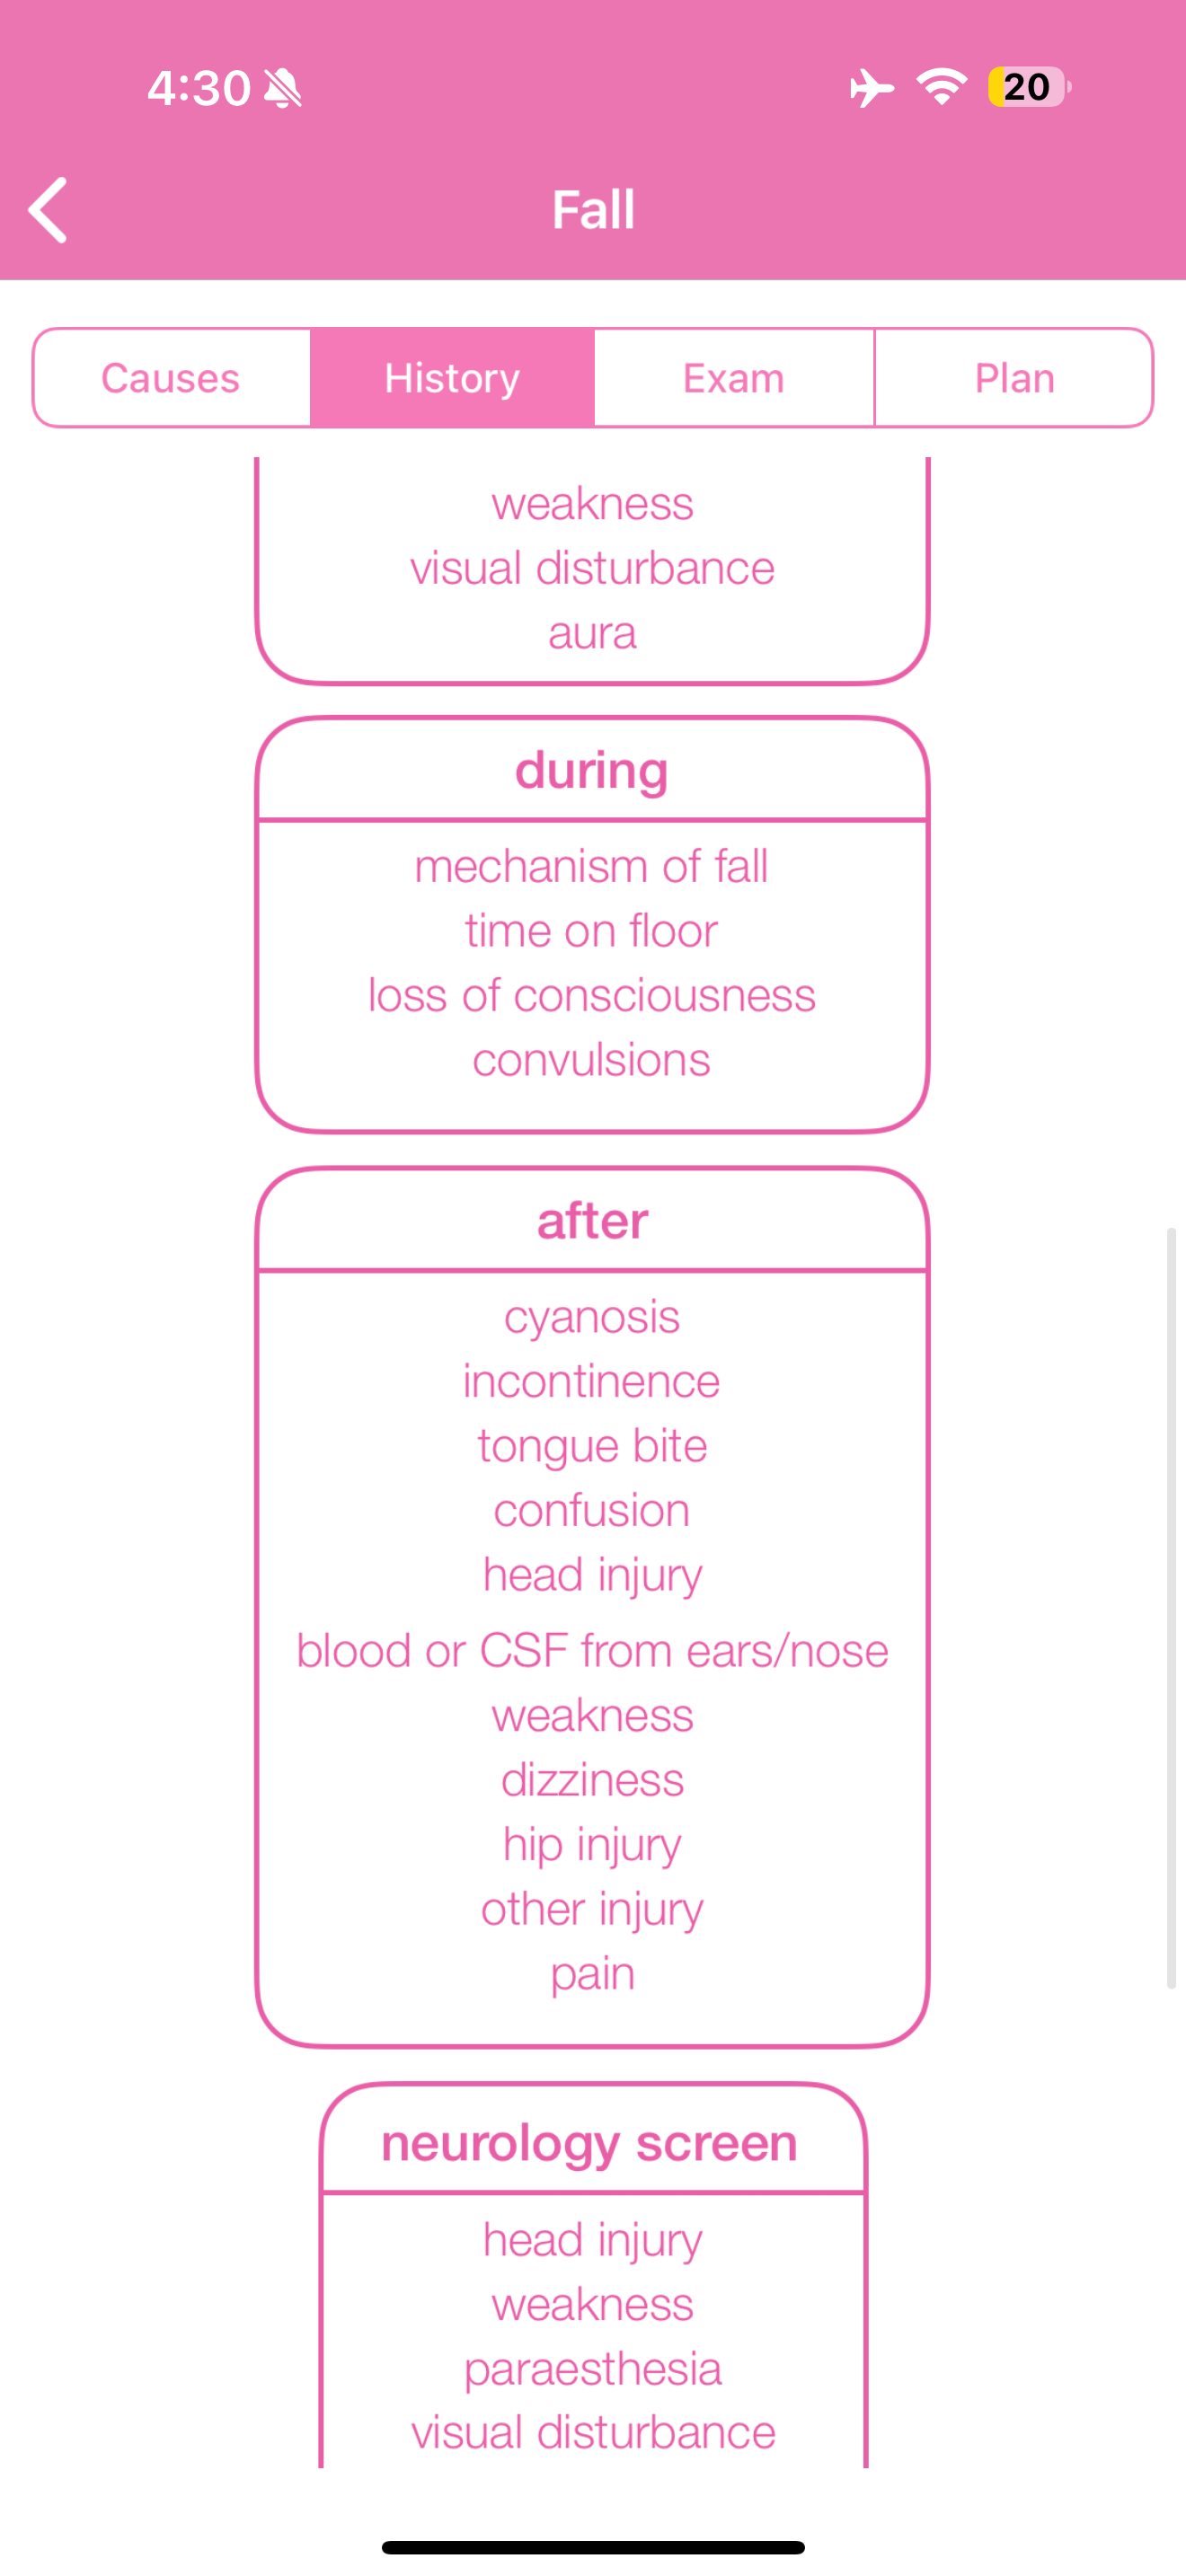 4:30
20
Fall
Causes
History
Exam
Plan
weakness
visual disturbance
aura
during
mechanism of fall
time on floor
loss of consciousness
convulsions
after
cyanosis
incontinence
tongue bite
confusion
head injury
blood or CSF from ears/nose
weakness
dizziness
hip injury
other injury
pain
neurology screen
head injury
weakness
paraesthesia
visual disturbance